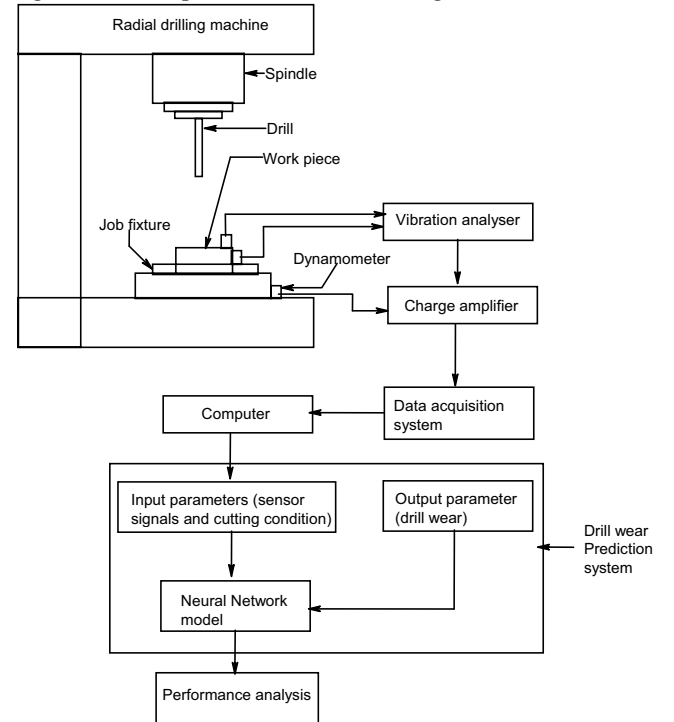 Radial drilling machine
Spindle
Drill
Work piece
Job fixture
Vibration analyser
Dynamometer
Charge amplifier
Data acquisition
system
Computer
Input parameters (sensor
signals and cutting condition)
Output parameter
(drill wear)
Drill wear
Prediction
system
Neural Network
model
Performance analysis